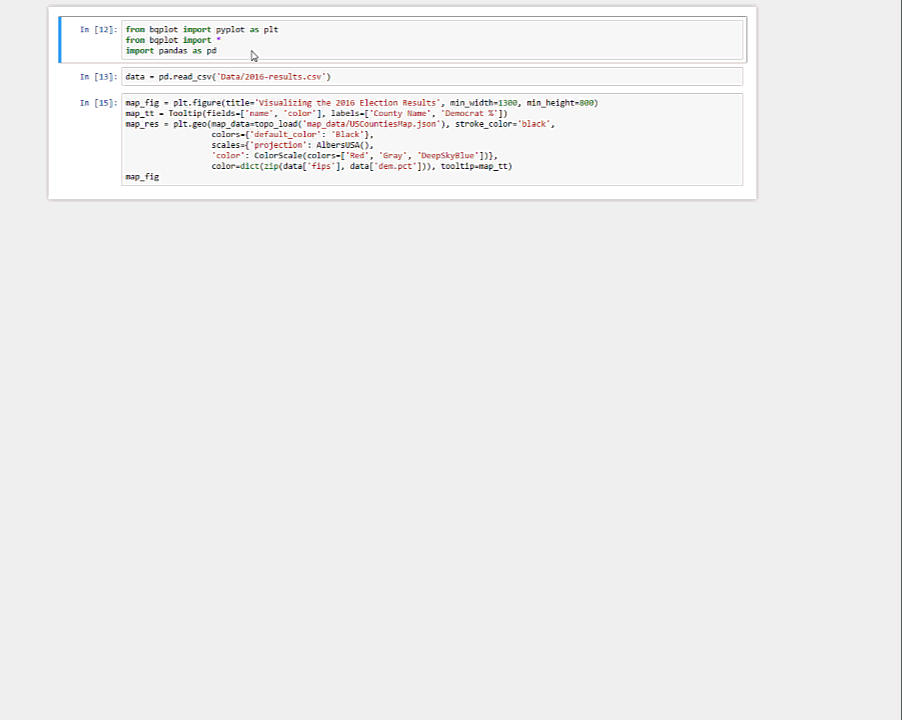 In [12]: from bqplot import pyplot as plt
from bqplot import *
import pandas as pd
In [13]: data = pd.read_csv('Data/2016-results.csv')
In [15]: map_fig = plt.figure(title='Visualizing the 2016 Election Results', min_width=1300, min_height=800)
map_tt = Tooltip(fields=['name', 'color'], labels=['County Name', 'Democrat %'])
map_res = plt.geo(map_data=topo_load('map_data/USCountiesMap.json'), stroke_color='black',
colors={'default_color': 'Black'},
scales={'projection': AlbersUSA(),
'color': ColorScale(colors=['Red', 'Gray', 'DeepSkyBlue'])},
color=dict(zip(data['fips'], data['dem.pct'])), tooltip=map_tt)
map_fig